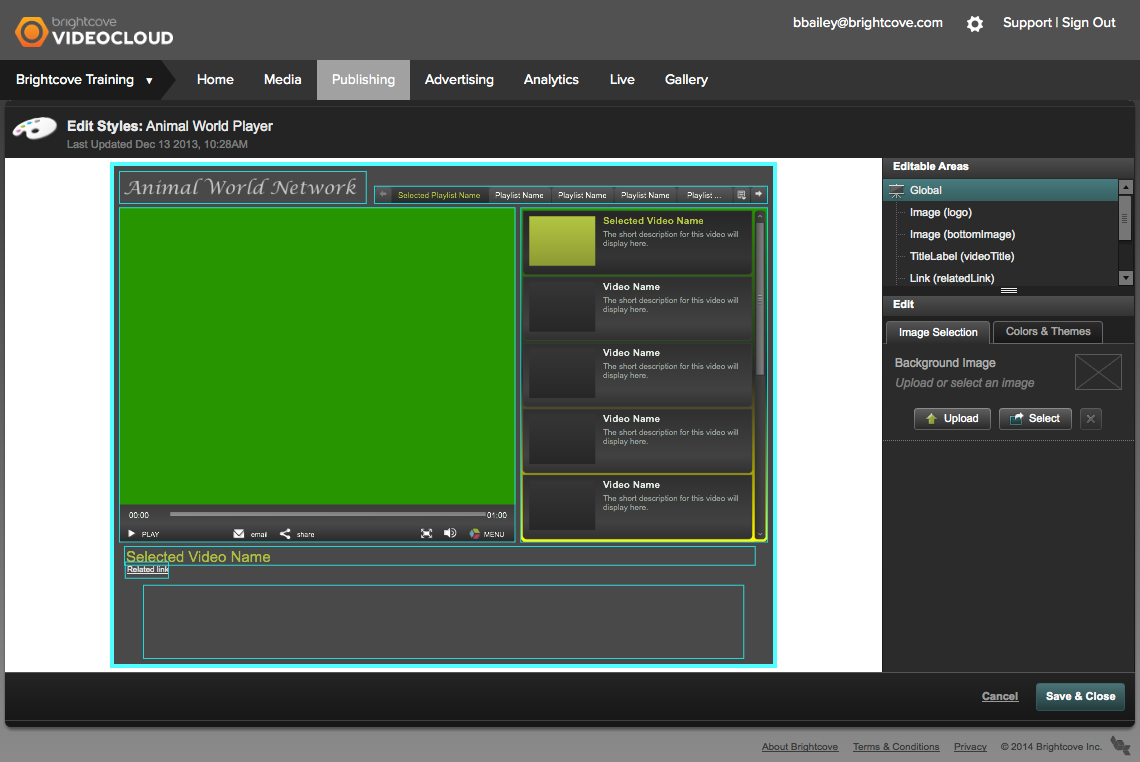 brightcove
VIDEOCLOUD
bbailey@brightcove.com
Support | Sign Out
Brightcove Training ▼
Home
Media
Publishing
Advertising
Analytics
Live
Gallery
Edit Styles: Animal World Player
Last Updated Dec 13 2013, 10:28AM
Animal World Network
Selected Playlist Name
Playlist Name
Playlist Name
Playlist Name
Playlist ...
Selected Video Name
The short description for this video will
display here.
Video Name
The short description for this video will
display here.
Video Name
The short description for this video will
display here.
Video Name
The short description for this video will
display here.
Video Name
The short description for this video will
display here.
00:00
01:00
PLAY
email
share
MENU
Selected Video Name
Related link
Editable Areas
Global
Image (logo)
Image (bottomImage)
TitleLabel (videoTitle)
Link (relatedLink)
Edit
Image Selection
Colors & Themes
Background Image
Upload or select an image
Upload
Select
Cancel
Save & Close
About Brightcove
Terms & Conditions
Privacy
© 2014 Brightcove Inc.